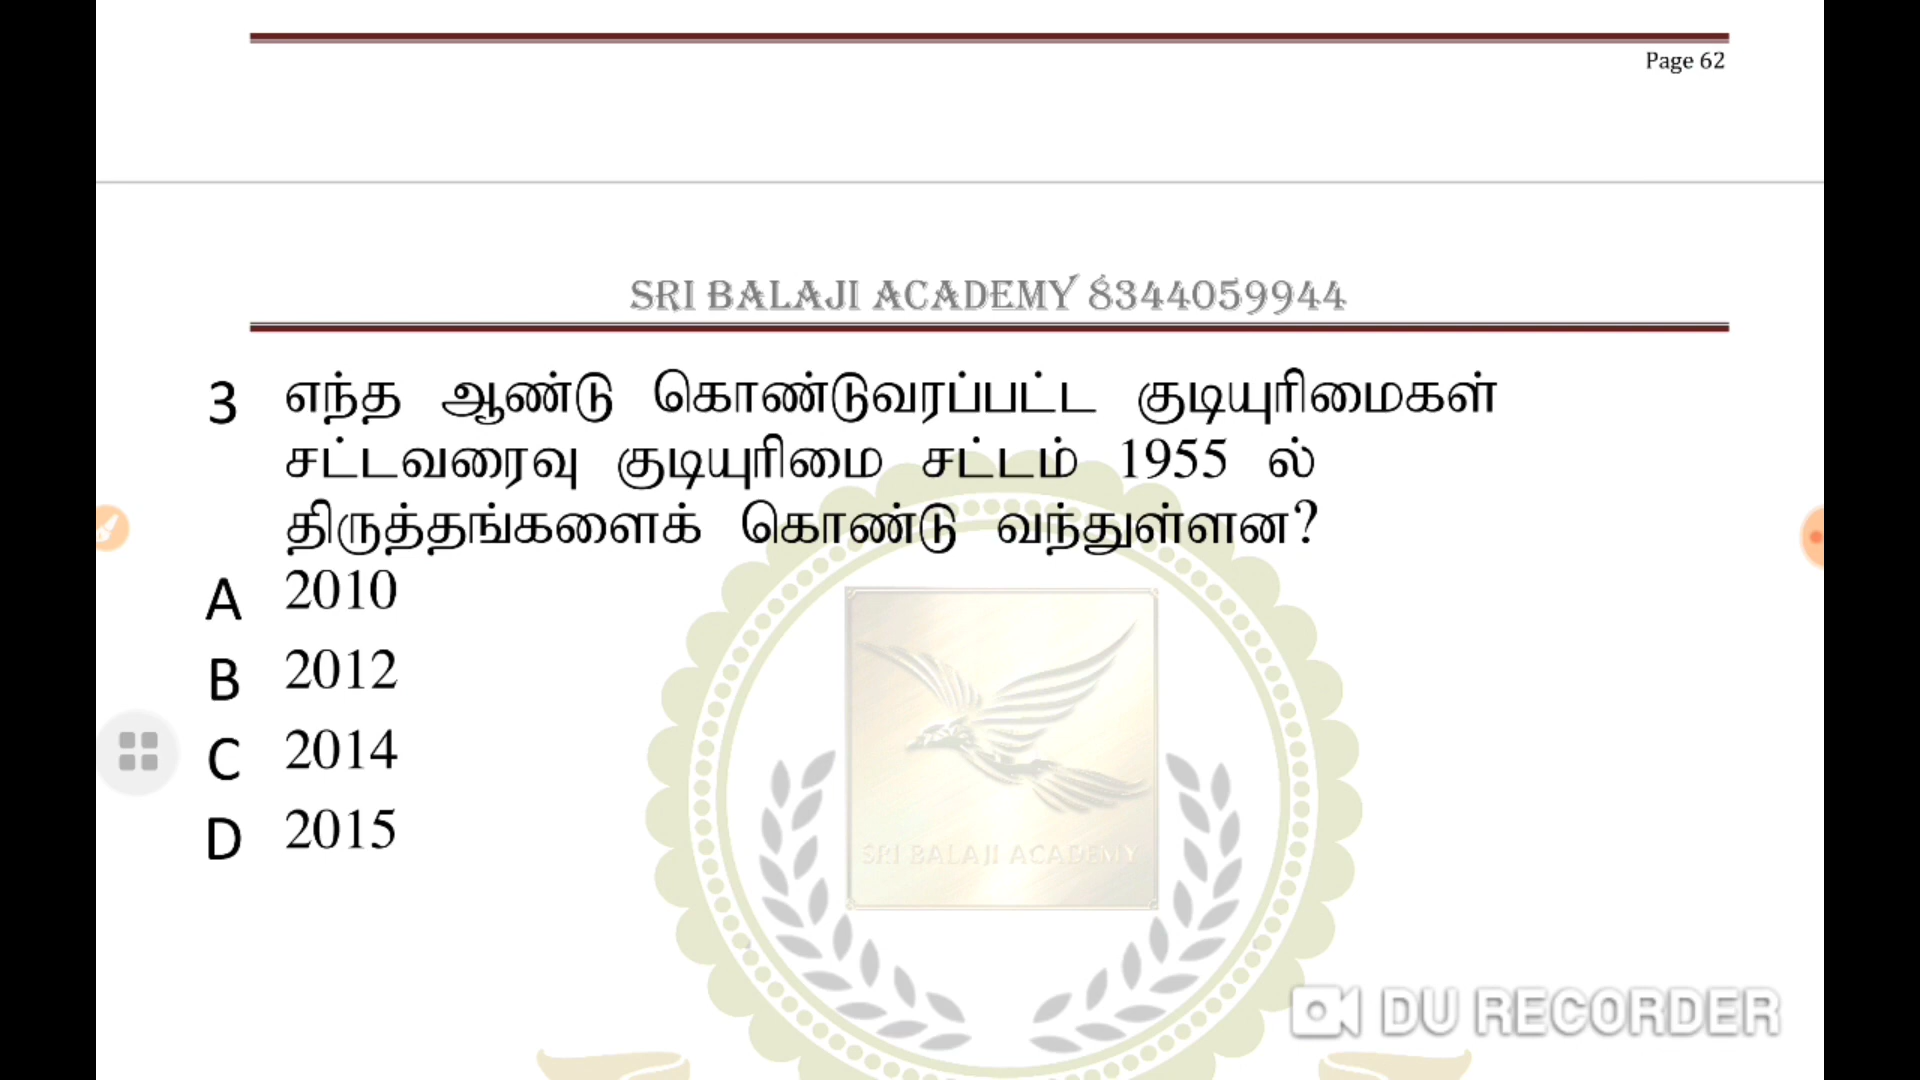 Page 62
SRI BALAJI ACADEMY 8344059944
3 எந்த ஆண்டு கொண்டுவரப்பட்ட குடியுரிமைகள்
சட்டவரைவு குடியுரிமை சட்டம் 1955 ல்
திருத்தங்களைக் கொண்டு வந்துள்ளன?
A 2010
B 2012
C 2014
D 2015
SRI BALAJI ACADEMY
DU RECORDER